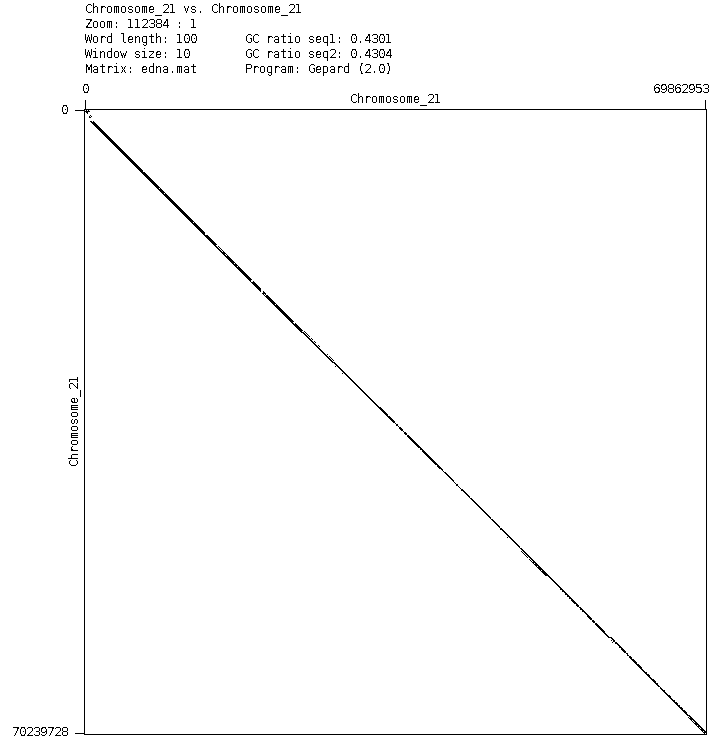 Chromosome_21 vs. Chromosome_21
Zoom: 112384 : 1
Word length: 100 GC ratio seq1: 0.4301
Window size: 10 GC ratio seq2: 0.4304
Matrix: edna.mat Program: Gepard (2.0)
0 69862953
Chromosome_21
0
Chromosome_21
70239728